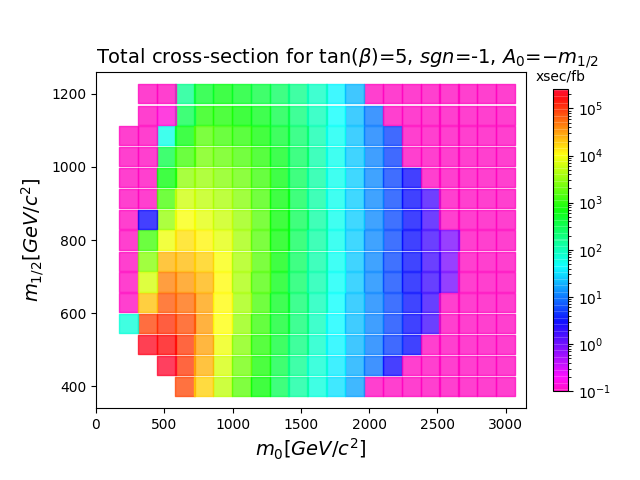 Total cross-section for tan(β)=5, sgn=-1, A₀=−m₁/₂
xsec/fb
m₁/₂[GeV/c²]
1200
1000
800
600
400
0 500 1000 1500 2000 2500 3000
m₀[GeV/c²]
10⁵
10⁴
10³
10²
10¹
10⁰
10⁻¹